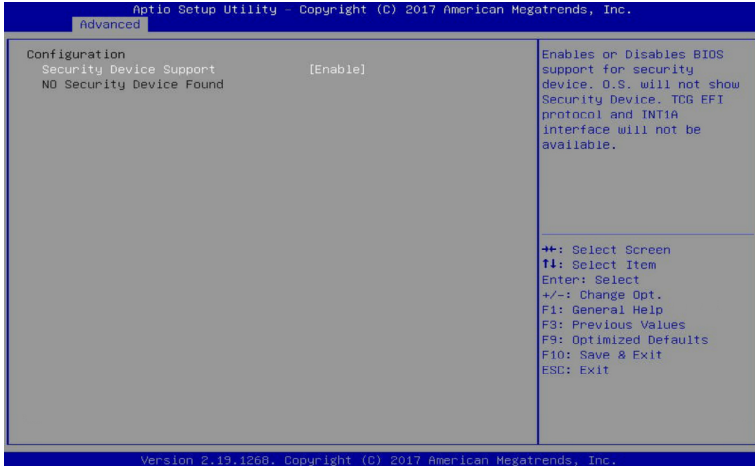 Aptio Setup Utility - Copyright (C) 2017 American Megatrends, Inc.
Advanced
Configuration
Security Device Support [Enable]
NO Security Device Found
Enables or Disables BIOS
support for security
device. O.S. will not show
Security Device. TCG EFI
protocol and INT1A
interface will not be
available.
→←: Select Screen
↑↓: Select Item
Enter: Select
+/-: Change Opt.
F1: General Help
F3: Previous Values
F9: Optimized Defaults
F10: Save & Exit
ESC: Exit
Version 2.19.1268. Copyright (C) 2017 American Megatrends, Inc.